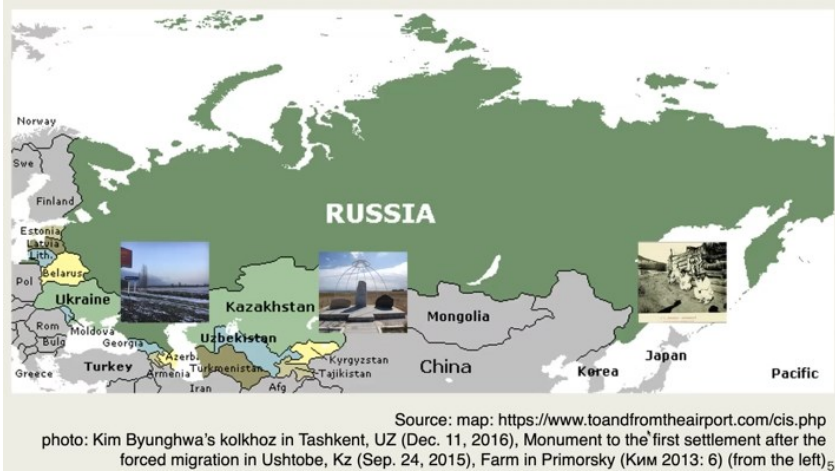 Norway
Swe
Finland
RUSSIA
Estonia
Latvia
Lith.
Belarus
Pol
Ukraine
Kazakhstan
Rom
Moldova
Mongolia
Bulg
Georgia
Uzbekistan
Azerb.
Kyrgyzstan
Japan
Greece
Turkey
Armenia
Turkmenistan
Tajikistan
China
Korea
Pacific
Iran
Afg
Source: map: https://www.toandfromtheairport.com/cis.php
photo: Kim Byunghwa's kolkhoz in Tashkent, UZ (Dec. 11, 2016), Monument to the first settlement after the
forced migration in Ushtobe, Kz (Sep. 24, 2015), Farm in Primorsky (Ким 2013: 6) (from the left)
5